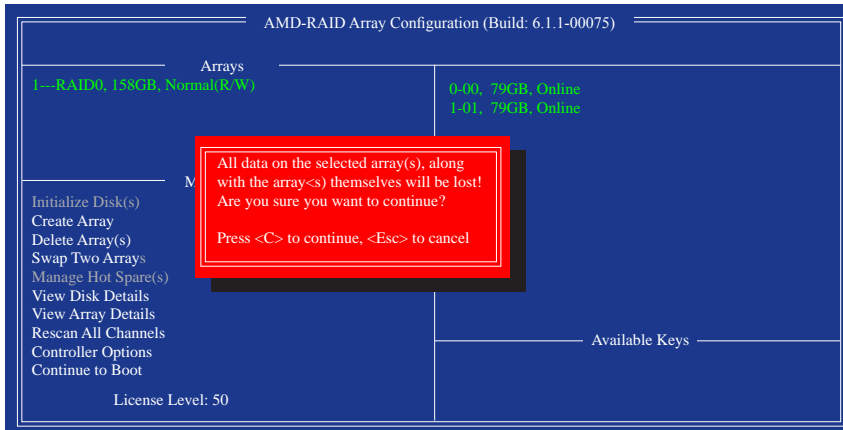 AMD-RAID Array Configuration (Build: 6.1.1-00075)
Arrays
1---RAID0, 158GB, Normal(R/W)
0-00, 79GB, Online
1-01, 79GB, Online
All data on the selected array(s), along
with the array<s) themselves will be lost!
Are you sure you want to continue?
Press <C> to continue, <Esc> to cancel
Initialize Disk(s)
Create Array
Delete Array(s)
Swap Two Arrays
Manage Hot Spare(s)
View Disk Details
View Array Details
Rescan All Channels
Controller Options
Continue to Boot
License Level: 50
Available Keys